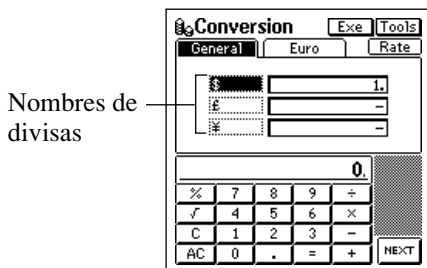 Conversion Exe Tools
General Euro Rate
$ 1.
£ -
¥ -
Nombres de
divisas
0.
% 7 8 9 ÷
√ 4 5 6 ×
C 1 2 3 -
AC 0 . = + NEXT